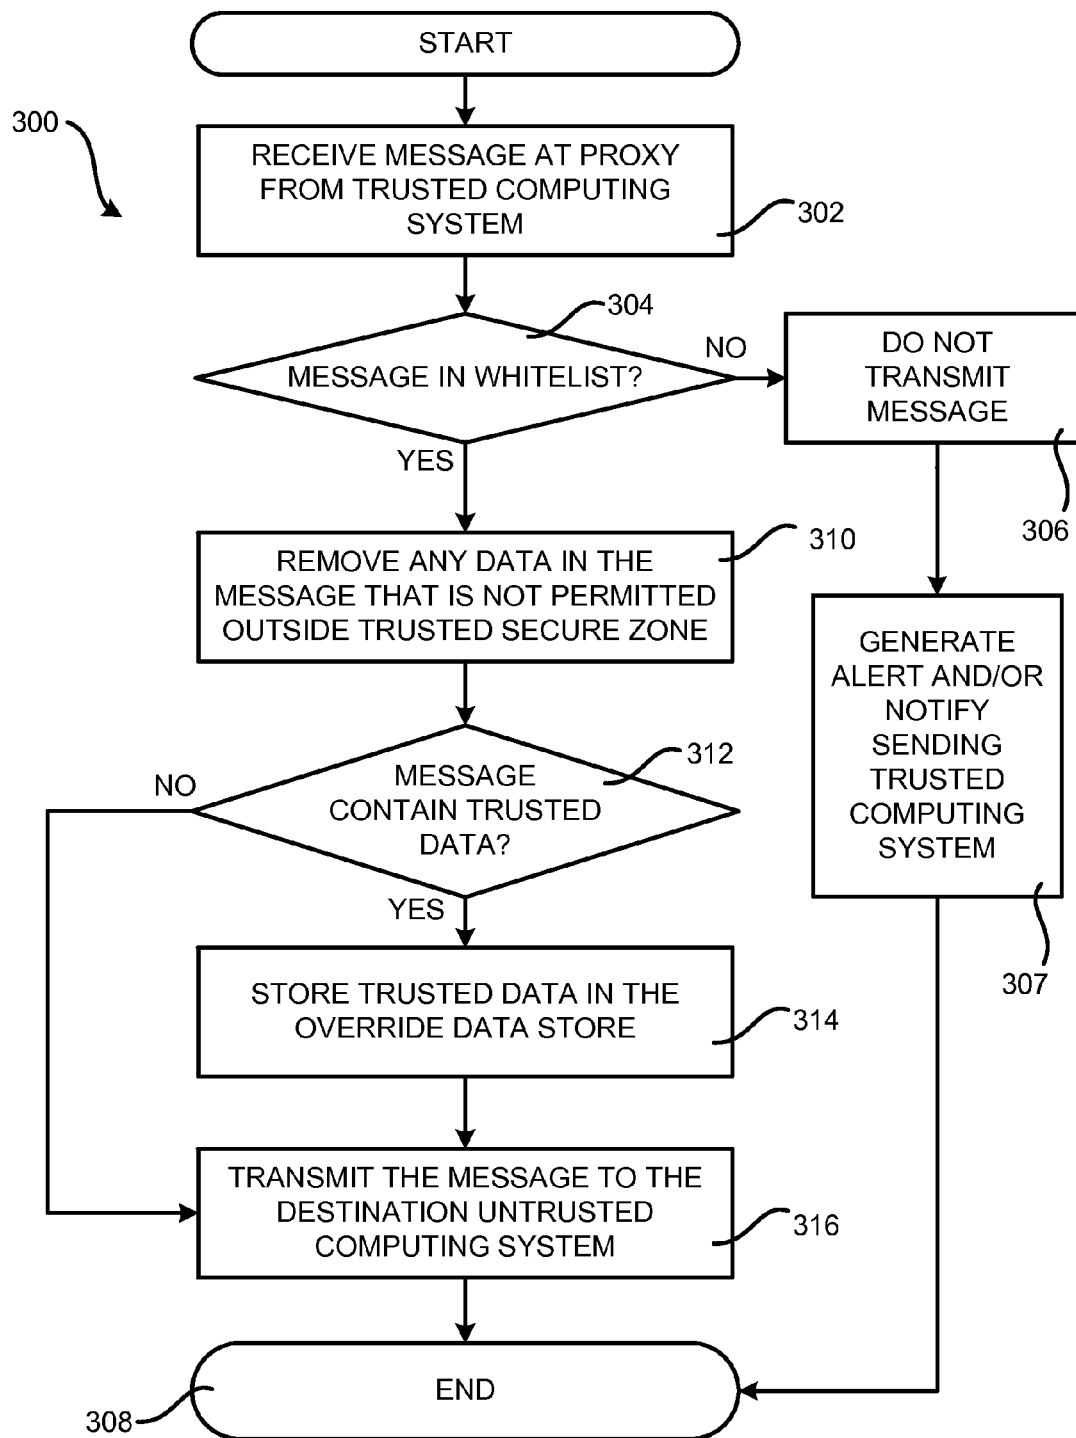 START
300
RECEIVE MESSAGE AT PROXY
FROM TRUSTED COMPUTING
SYSTEM
302
304
MESSAGE IN WHITELIST?
NO
DO NOT
TRANSMIT
MESSAGE
306
YES
310
REMOVE ANY DATA IN THE
MESSAGE THAT IS NOT PERMITTED
OUTSIDE TRUSTED SECURE ZONE
GENERATE
ALERT AND/OR
NOTIFY
SENDING
TRUSTED
COMPUTING
SYSTEM
307
312
NO
MESSAGE
CONTAIN TRUSTED
DATA?
YES
STORE TRUSTED DATA IN THE
OVERRIDE DATA STORE
314
TRANSMIT THE MESSAGE TO THE
DESTINATION UNTRUSTED
COMPUTING SYSTEM
316
END
308